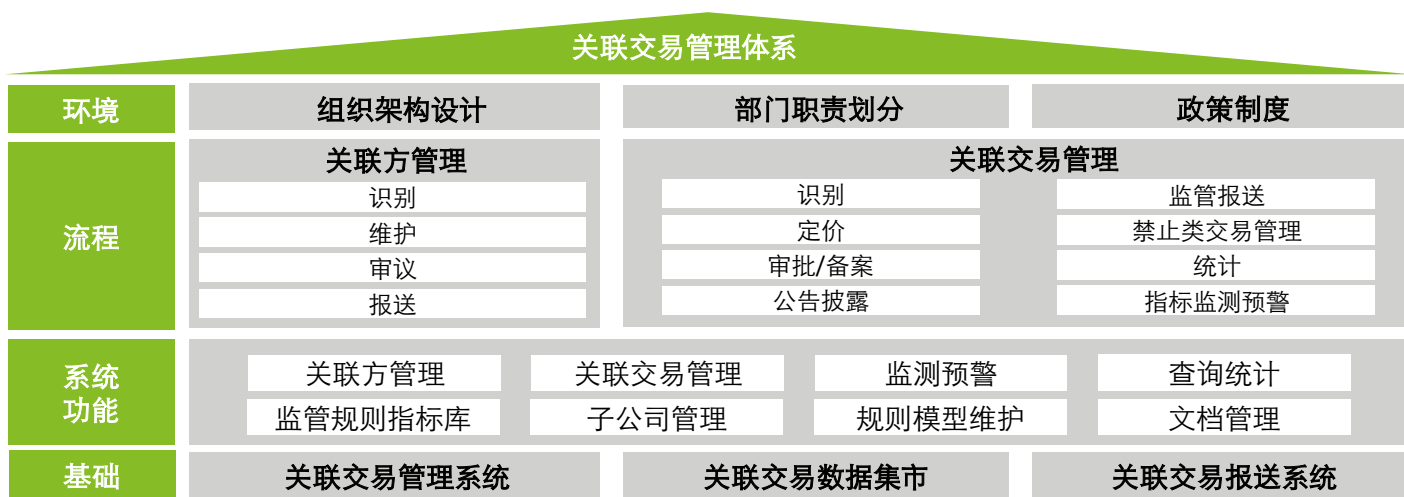 关联交易管理体系
环境
组织架构设计
部门职责划分
政策制度
流程
关联方管理
识别
维护
审议
报送
关联交易管理
识别
定价
审批/备案
公告披露
监管报送
禁止类交易管理
统计
指标监测预警
系统
功能
关联方管理
关联交易管理
监测预警
查询统计
监管规则指标库
子公司管理
规则模型维护
文档管理
基础
关联交易管理系统
关联交易数据集市
关联交易报送系统